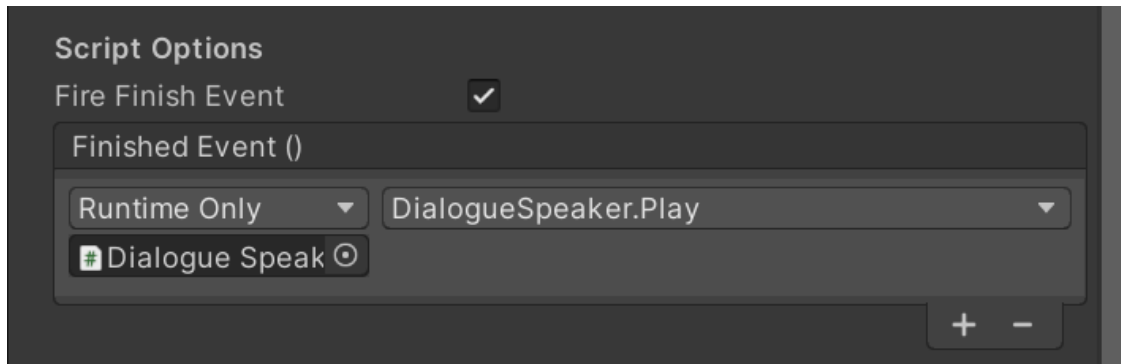 Script Options
Fire Finish Event
Finished Event ()
Runtime Only
DialogueSpeaker.Play
Dialogue Speak